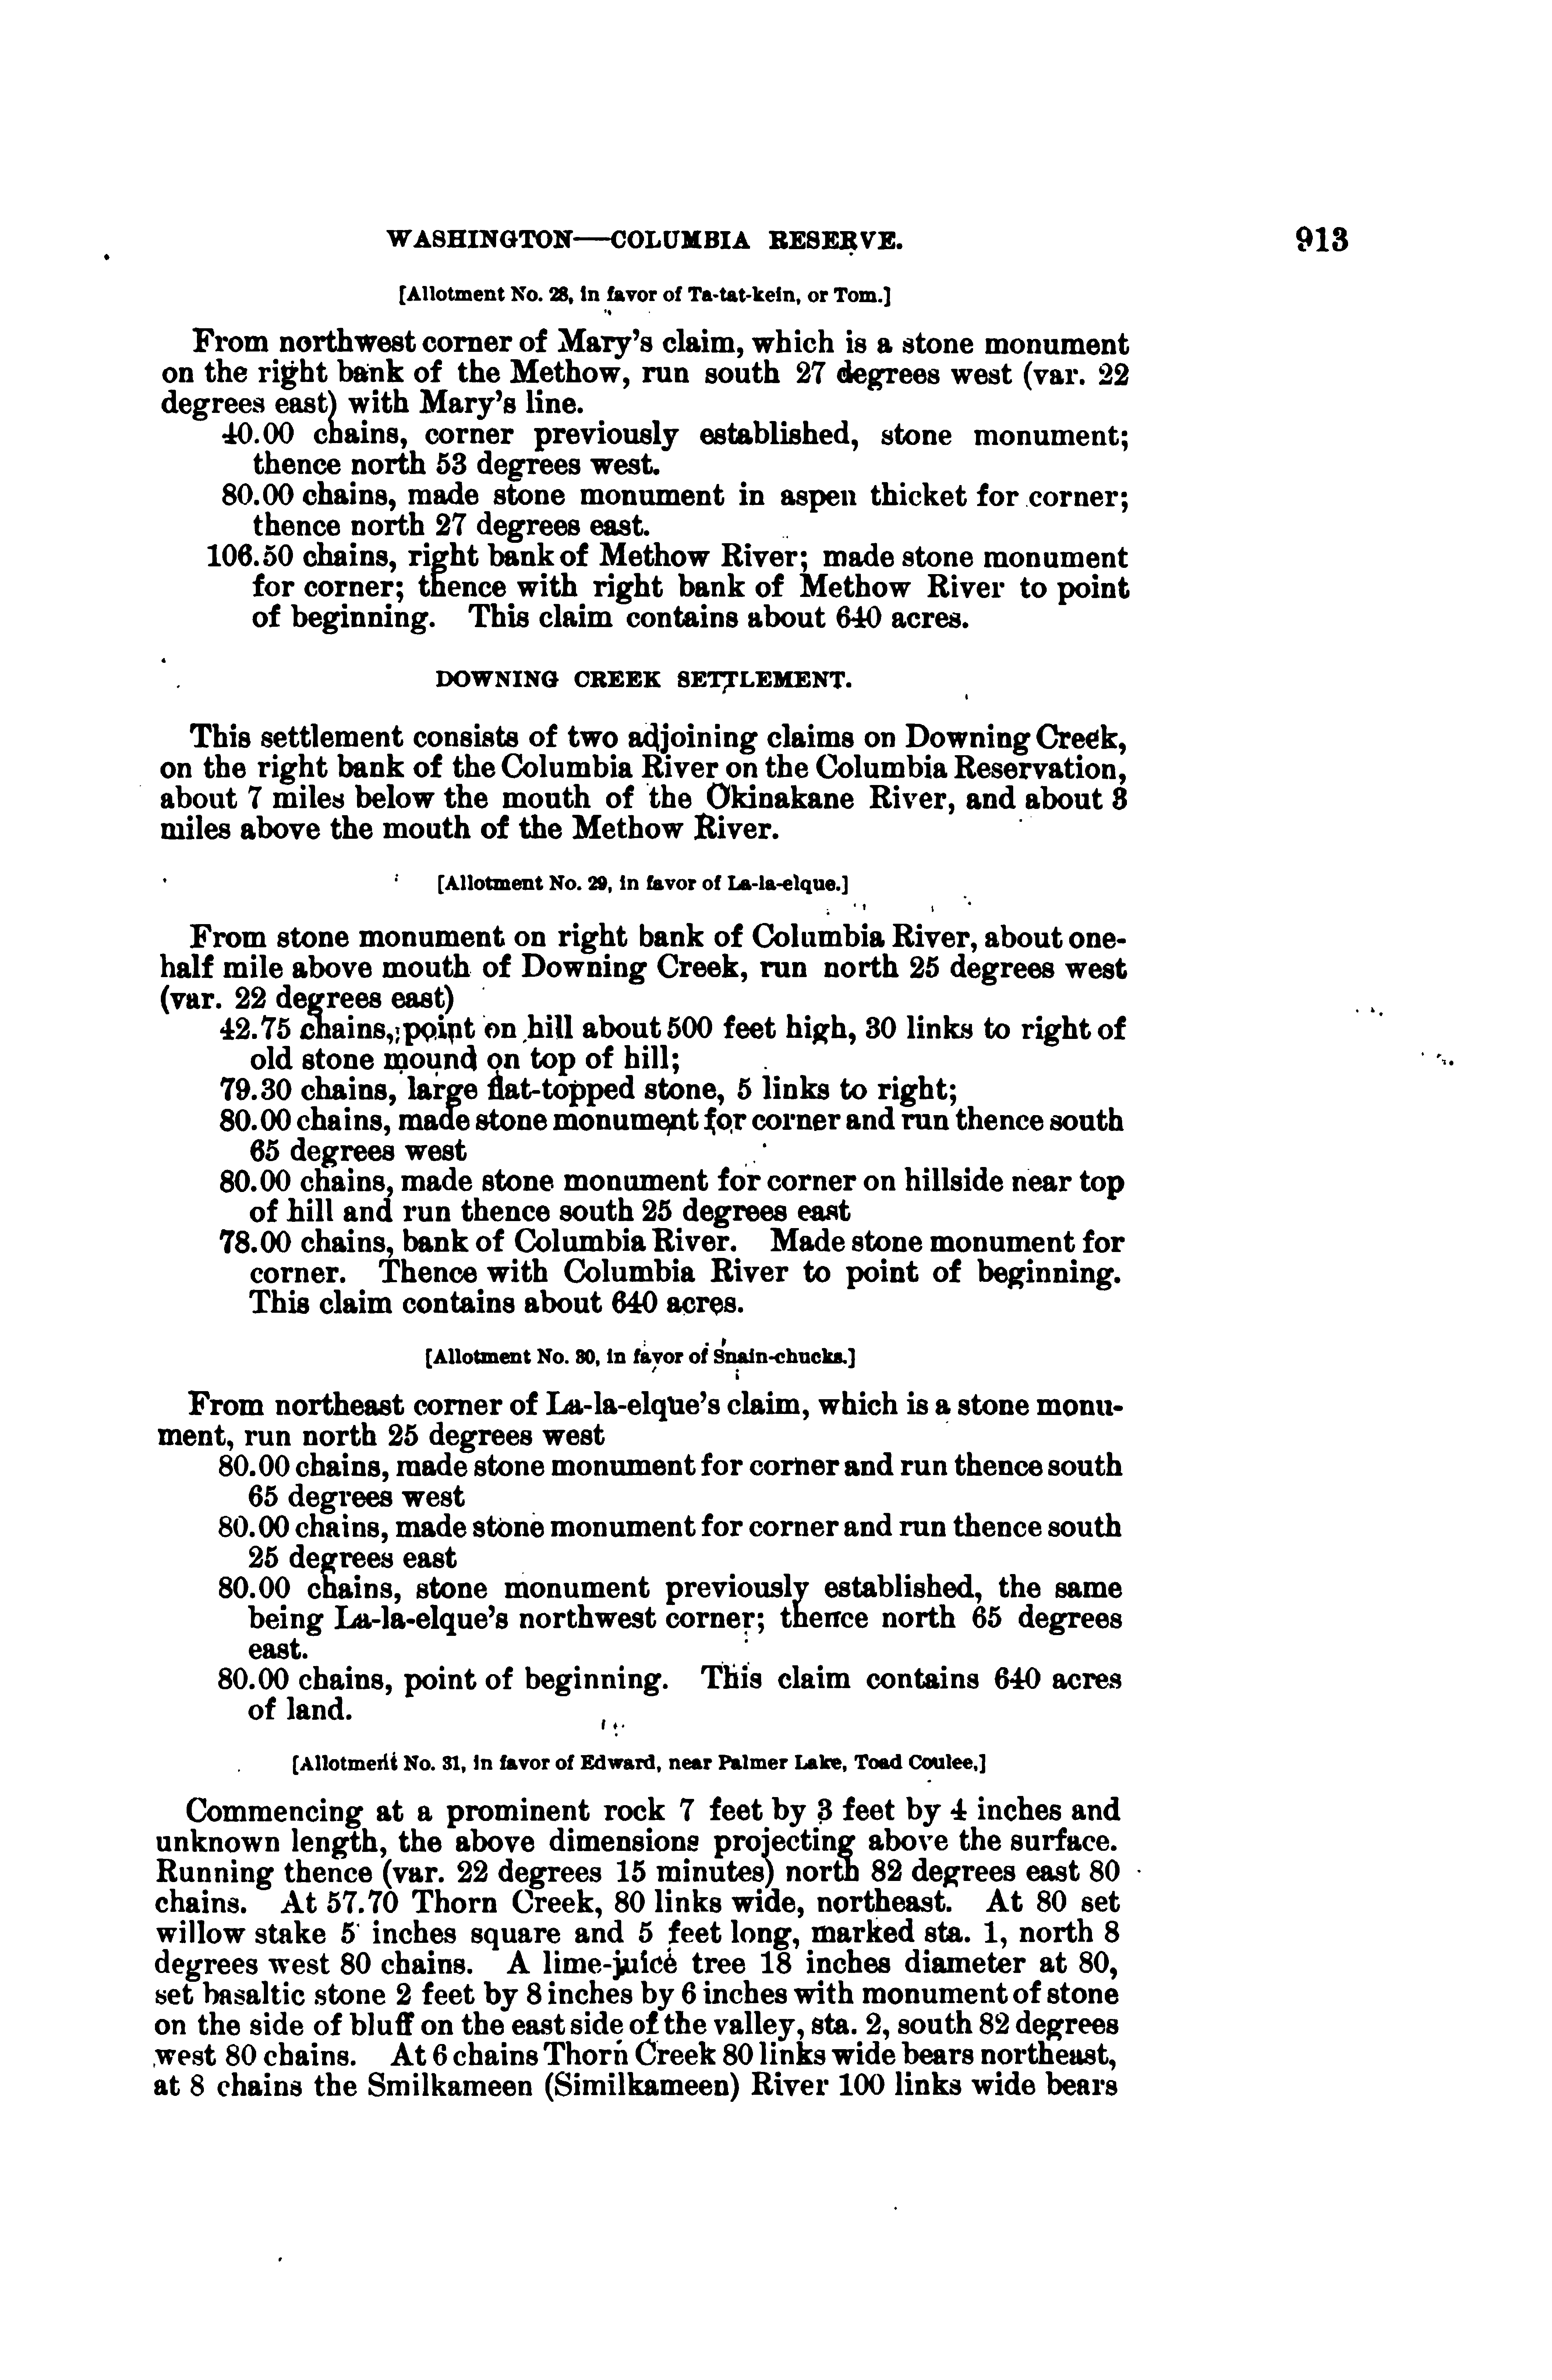 WASHINGTON—COLUMBIA RESERVE. 913
[Allotment No. 28, in favor of Ta-tat-kein, or Tom.]
From northwest corner of Mary's claim, which is a stone monument
on the right bank of the Methow, run south 27 degrees west (var. 22
degrees east) with Mary's line.
40.00 chains, corner previously established, stone monument;
thence north 53 degrees west.
80.00 chains, made stone monument in aspen thicket for corner;
thence north 27 degrees east.
106.50 chains, right bank of Methow River; made stone monument
for corner; thence with right bank of Methow River to point
of beginning. This claim contains about 640 acres.
DOWNING CREEK SETTLEMENT.
This settlement consists of two adjoining claims on Downing Creek,
on the right bank of the Columbia River on the Columbia Reservation,
about 7 miles below the mouth of the Okinakane River, and about 3
miles above the mouth of the Methow River.
[Allotment No. 29, in favor of La-la-elque.]
From stone monument on right bank of Columbia River, about one-
half mile above mouth of Downing Creek, run north 25 degrees west
(var. 22 degrees east)
42.75 chains, point on hill about 500 feet high, 30 links to right of
old stone mound on top of hill;
79.30 chains, large flat-topped stone, 5 links to right;
80.00 chains, made stone monument for corner and run thence south
65 degrees west
80.00 chains, made stone monument for corner on hillside near top
of hill and run thence south 25 degrees east
78.00 chains, bank of Columbia River. Made stone monument for
corner. Thence with Columbia River to point of beginning.
This claim contains about 640 acres.
[Allotment No. 30, in favor of Snain-chucks.]
From northeast corner of La-la-elque's claim, which is a stone monu-
ment, run north 25 degrees west
80.00 chains, made stone monument for corner and run thence south
65 degrees west
80.00 chains, made stone monument for corner and run thence south
25 degrees east
80.00 chains, stone monument previously established, the same
being La-la-elque's northwest corner; thence north 65 degrees
east.
80.00 chains, point of beginning. This claim contains 640 acres
of land.
[Allotment No. 31, in favor of Edward, near Palmer Lake, Toad Coulee.]
Commencing at a prominent rock 7 feet by 3 feet by 4 inches and
unknown length, the above dimensions projecting above the surface.
Running thence (var. 22 degrees 15 minutes) north 82 degrees east 80
chains. At 57.70 Thorn Creek, 80 links wide, northeast. At 80 set
willow stake 5 inches square and 5 feet long, marked sta. 1, north 8
degrees west 80 chains. A lime-juice tree 18 inches diameter at 80,
set basaltic stone 2 feet by 8 inches by 6 inches with monument of stone
on the side of bluff on the east side of the valley, sta. 2, south 82 degrees
west 80 chains. At 6 chains Thorn Creek 80 links wide bears northeast,
at 8 chains the Smilkameen (Similkameen) River 100 links wide bears